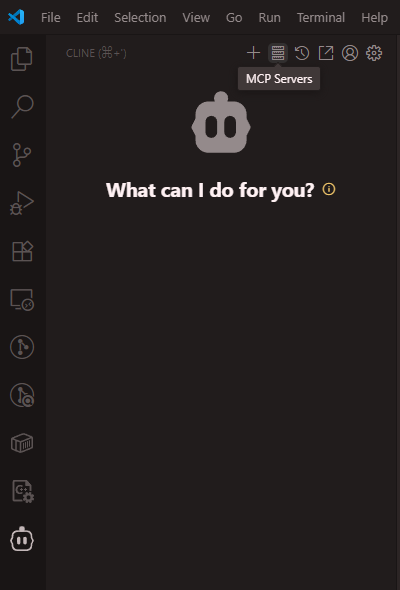 File Edit Selection View Go Run Terminal Help
CLINE (⌘+')
MCP Servers
What can I do for you?